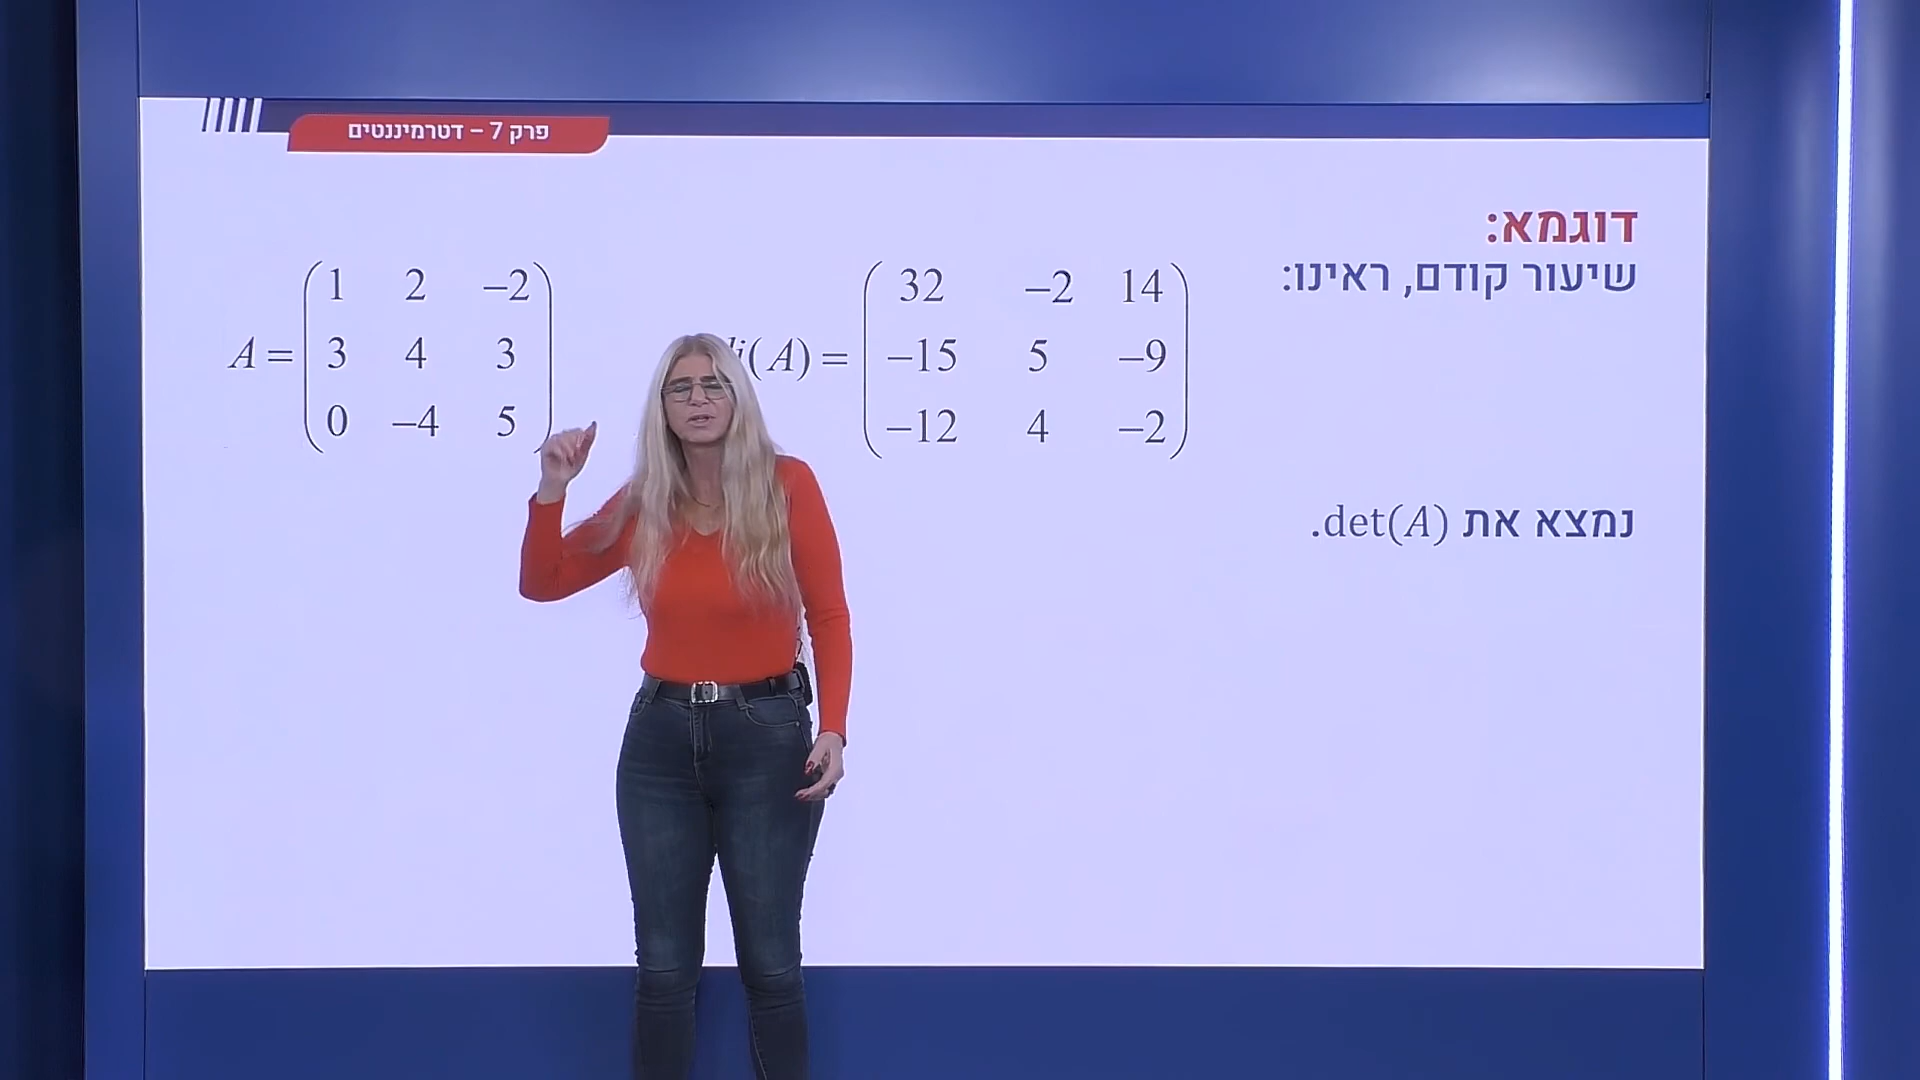 פרק 7 – דטרמיננטים
דוגמא:
שיעור קודם, ראינו:
A = ( 1 2 –2
3 4 3
0 –4 5 )
(A) = ( 32 –2 14
–15 5 –9
–12 4 –2 )
נמצא את det(A).